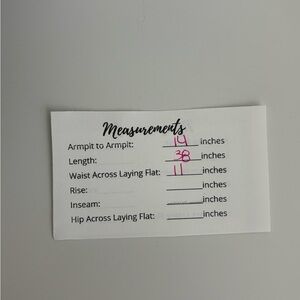 Measurements
Armpit to Armpit: 14 inches
Length: 38 inches
Waist Across Laying Flat: 11 inches
Rise: inches
Inseam: inches
Hip Across Laying Flat: inches